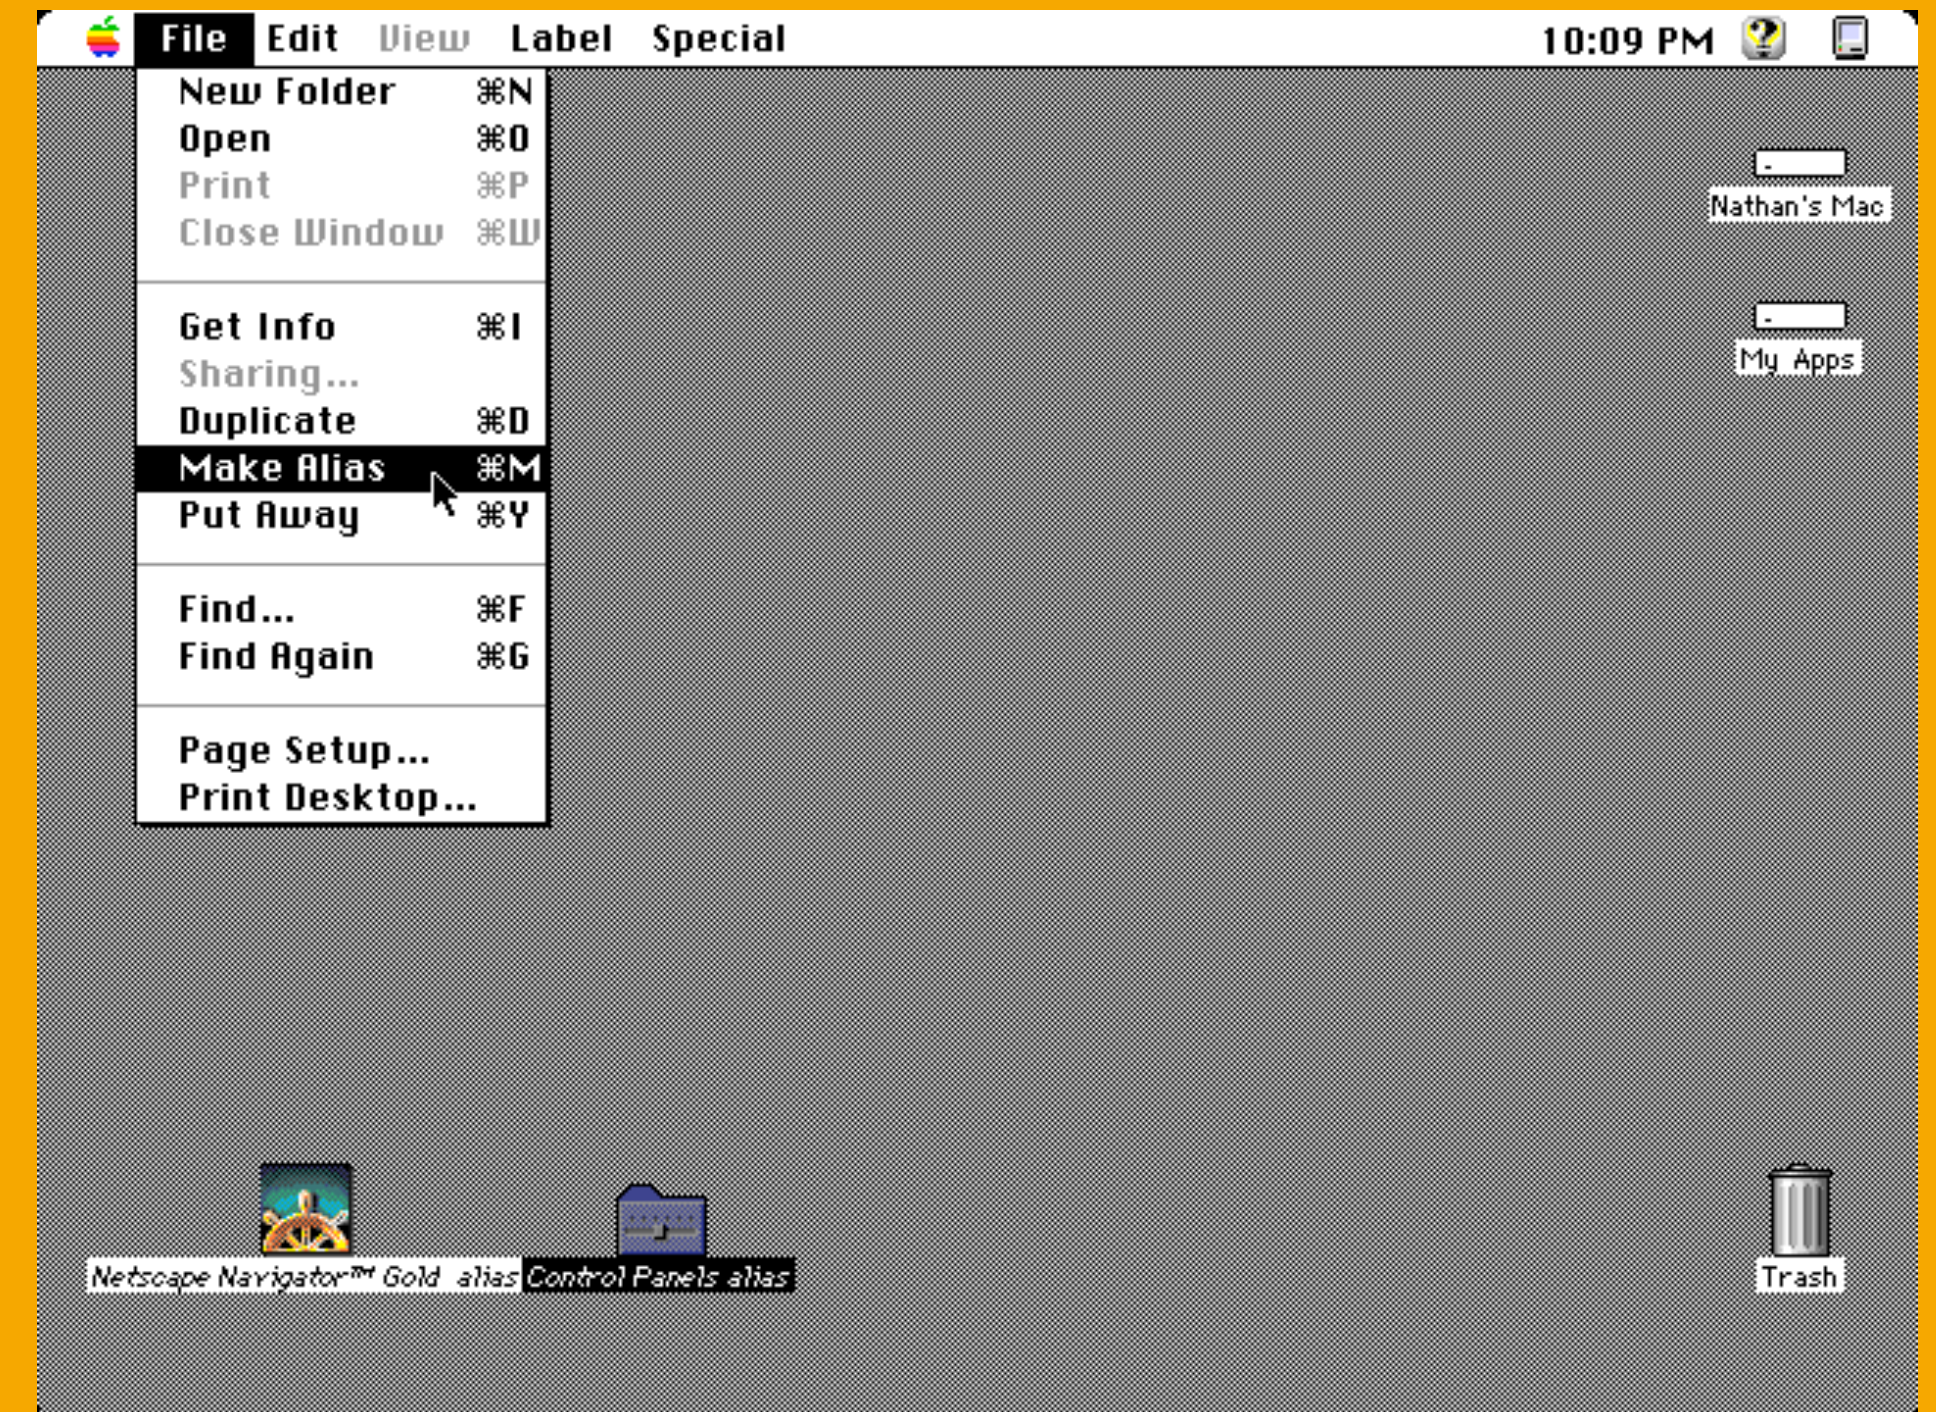 File Edit View Label Special 10:09 PM
New Folder ⌘N
Open ⌘O
Print ⌘P
Close Window ⌘W
Get Info ⌘I
Sharing...
Duplicate ⌘D
Make Alias ⌘M
Put Away ⌘Y
Find... ⌘F
Find Again ⌘G
Page Setup...
Print Desktop...
Nathan's Mac
My Apps
Netscape Navigator™ Gold alias
Control Panels alias
Trash